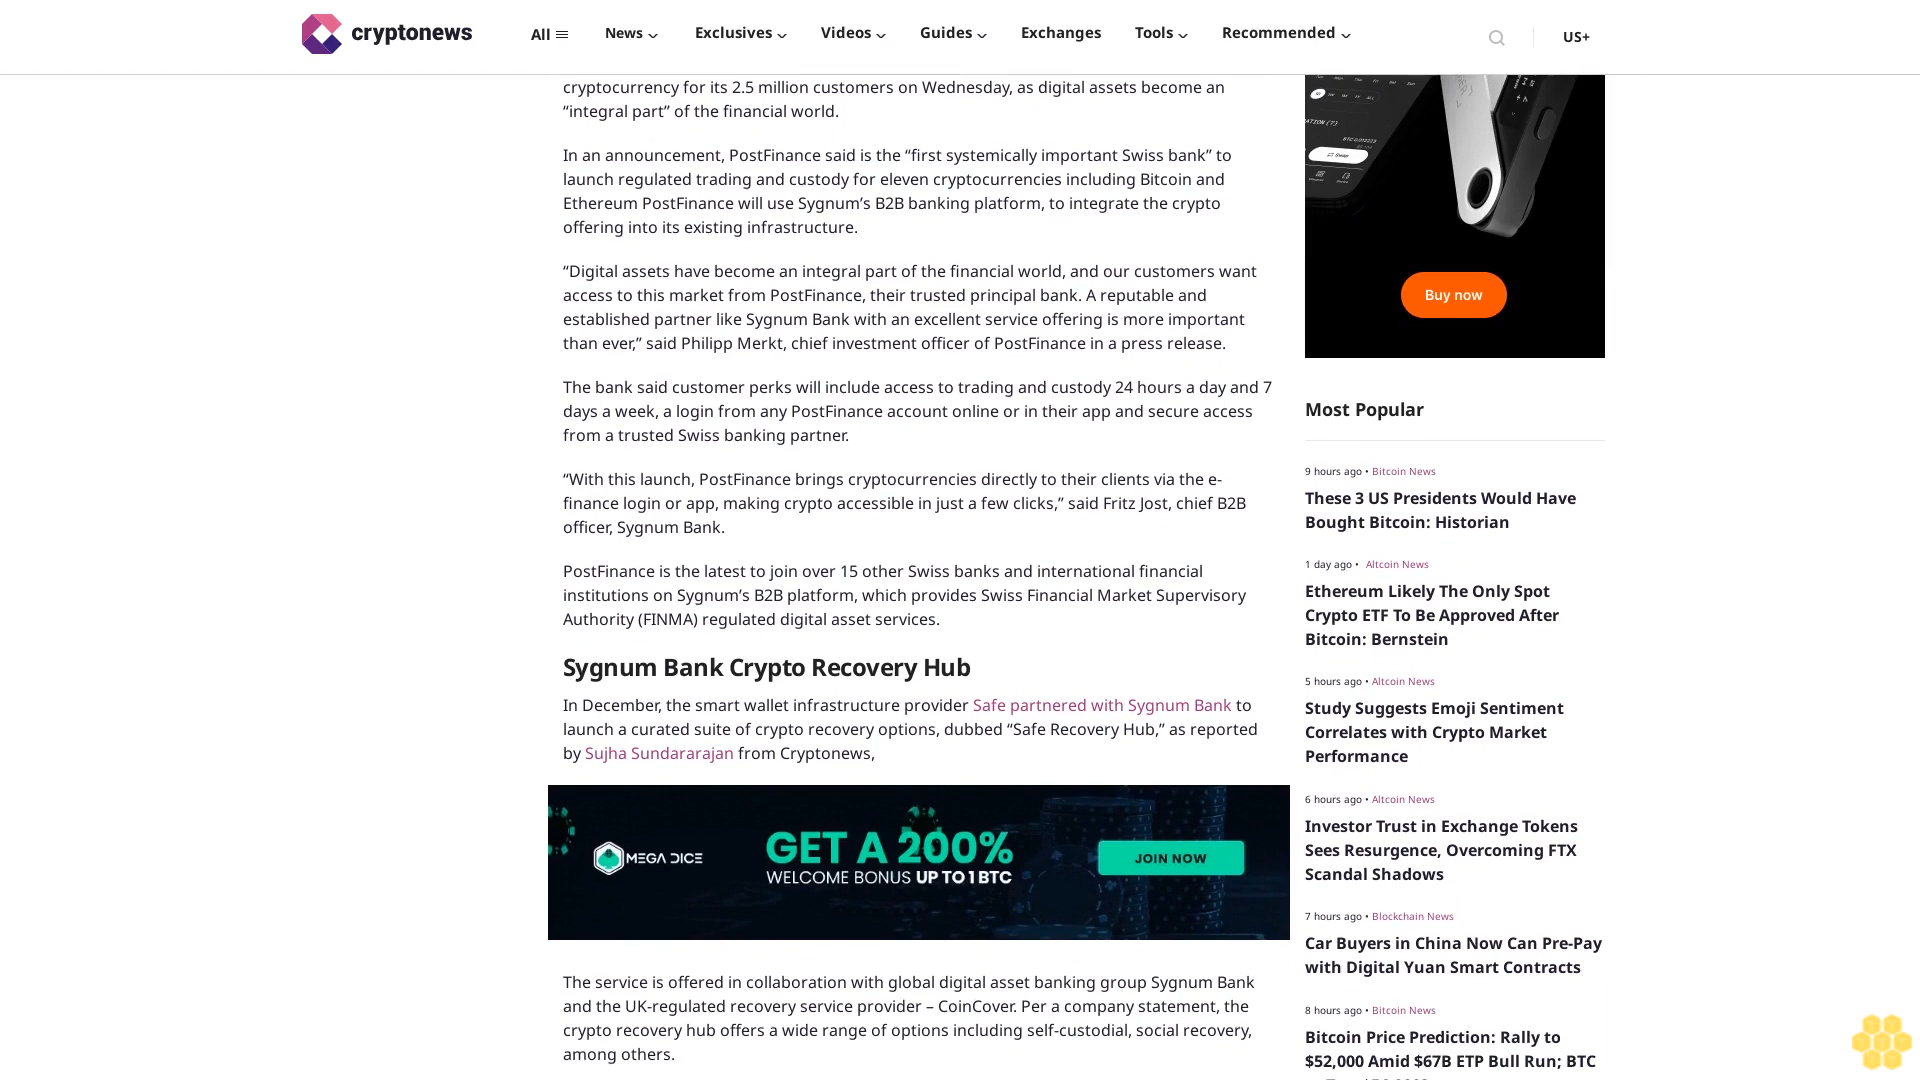 cryptonews
All
News
Exclusives
Videos
Guides
Exchanges
Tools
Recommended
US+
cryptocurrency for its 2.5 million customers on Wednesday, as digital assets become an
“integral part” of the financial world.
In an announcement, PostFinance said is the “first systemically important Swiss bank” to
launch regulated trading and custody for eleven cryptocurrencies including Bitcoin and
Ethereum PostFinance will use Sygnum’s B2B banking platform, to integrate the crypto
offering into its existing infrastructure.
“Digital assets have become an integral part of the financial world, and our customers want
access to this market from PostFinance, their trusted principal bank. A reputable and
established partner like Sygnum Bank with an excellent service offering is more important
than ever,” said Philipp Merkt, chief investment officer of PostFinance in a press release.
The bank said customer perks will include access to trading and custody 24 hours a day and 7
days a week, a login from any PostFinance account online or in their app and secure access
from a trusted Swiss banking partner.
“With this launch, PostFinance brings cryptocurrencies directly to their clients via the e-
finance login or app, making crypto accessible in just a few clicks,” said Fritz Jost, chief B2B
officer, Sygnum Bank.
PostFinance is the latest to join over 15 other Swiss banks and international financial
institutions on Sygnum’s B2B platform, which provides Swiss Financial Market Supervisory
Authority (FINMA) regulated digital asset services.
Sygnum Bank Crypto Recovery Hub
In December, the smart wallet infrastructure provider Safe partnered with Sygnum Bank to
launch a curated suite of crypto recovery options, dubbed “Safe Recovery Hub,” as reported
by Sujha Sundararajan from Cryptonews,
MEGA DICE
GET A 200%
WELCOME BONUS UP TO 1 BTC
JOIN NOW
The service is offered in collaboration with global digital asset banking group Sygnum Bank
and the UK-regulated recovery service provider – CoinCover. Per a company statement, the
crypto recovery hub offers a wide range of options including self-custodial, social recovery,
among others.
Swap
Buy now
Most Popular
9 hours ago • Bitcoin News
These 3 US Presidents Would Have
Bought Bitcoin: Historian
1 day ago • Altcoin News
Ethereum Likely The Only Spot
Crypto ETF To Be Approved After
Bitcoin: Bernstein
5 hours ago • Altcoin News
Study Suggests Emoji Sentiment
Correlates with Crypto Market
Performance
6 hours ago • Altcoin News
Investor Trust in Exchange Tokens
Sees Resurgence, Overcoming FTX
Scandal Shadows
7 hours ago • Blockchain News
Car Buyers in China Now Can Pre-Pay
with Digital Yuan Smart Contracts
8 hours ago • Bitcoin News
Bitcoin Price Prediction: Rally to
$52,000 Amid $67B ETP Bull Run; BTC